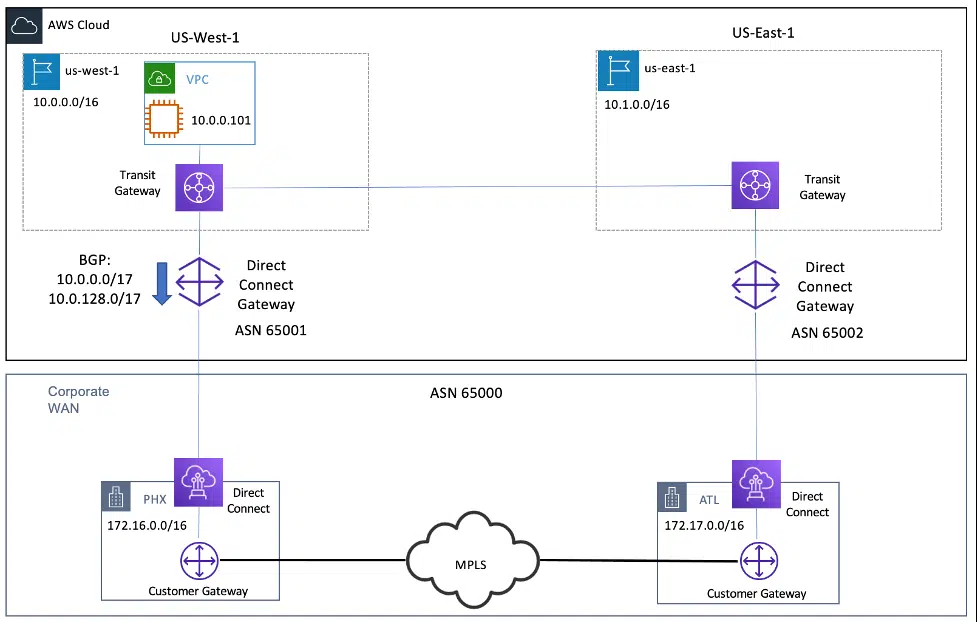 AWS Cloud
US-West-1
US-East-1
us-west-1
10.0.0.0/16
VPC
10.0.0.101
us-east-1
10.1.0.0/16
Transit
Gateway
Transit
Gateway
BGP:
10.0.0.0/17
10.0.128.0/17
Direct
Connect
Gateway
ASN 65001
Direct
Connect
Gateway
ASN 65002
Corporate
WAN
ASN 65000
PHX
172.16.0.0/16
Direct
Connect
Customer Gateway
MPLS
ATL
172.17.0.0/16
Direct
Connect
Customer Gateway